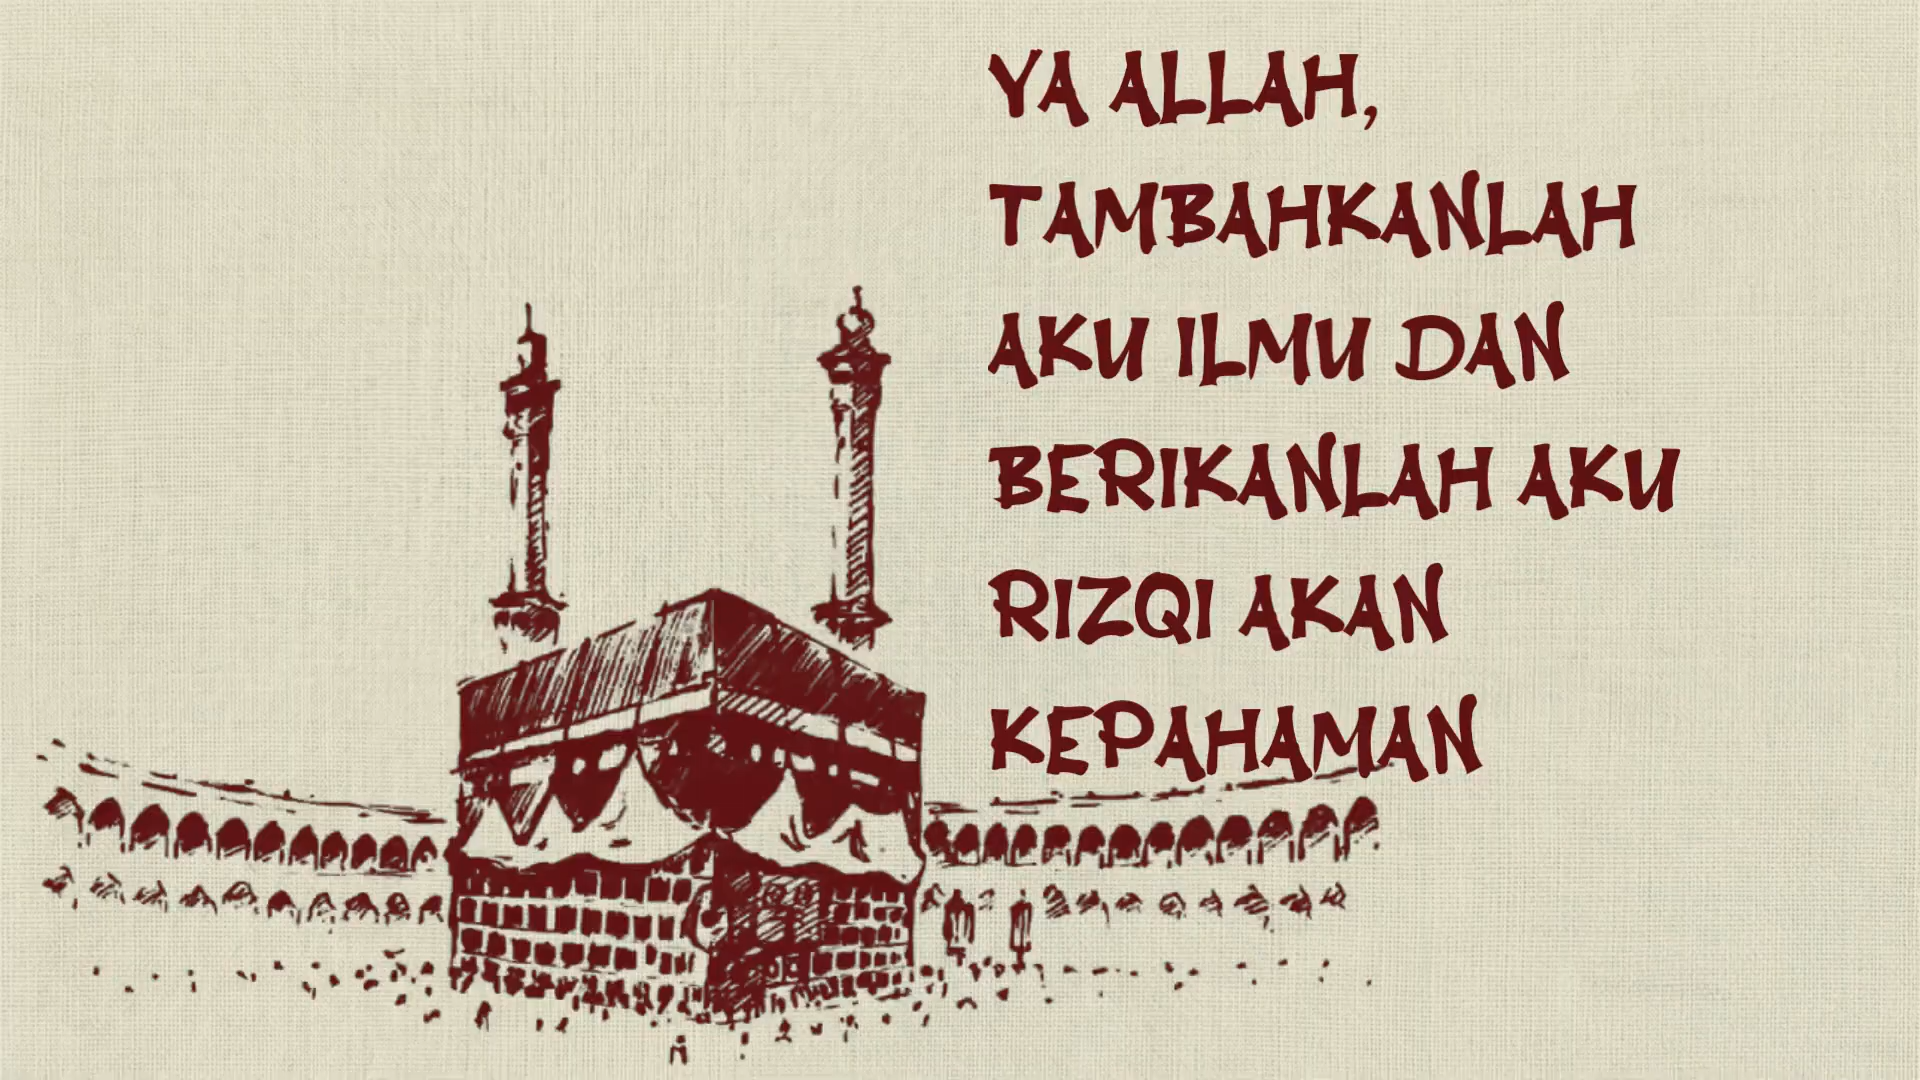 YA ALLAH,
TAMBAHKANLAH
AKU ILMU DAN
BERIKANLAH AKU
RIZQI AKAN
KEPAHAMAN